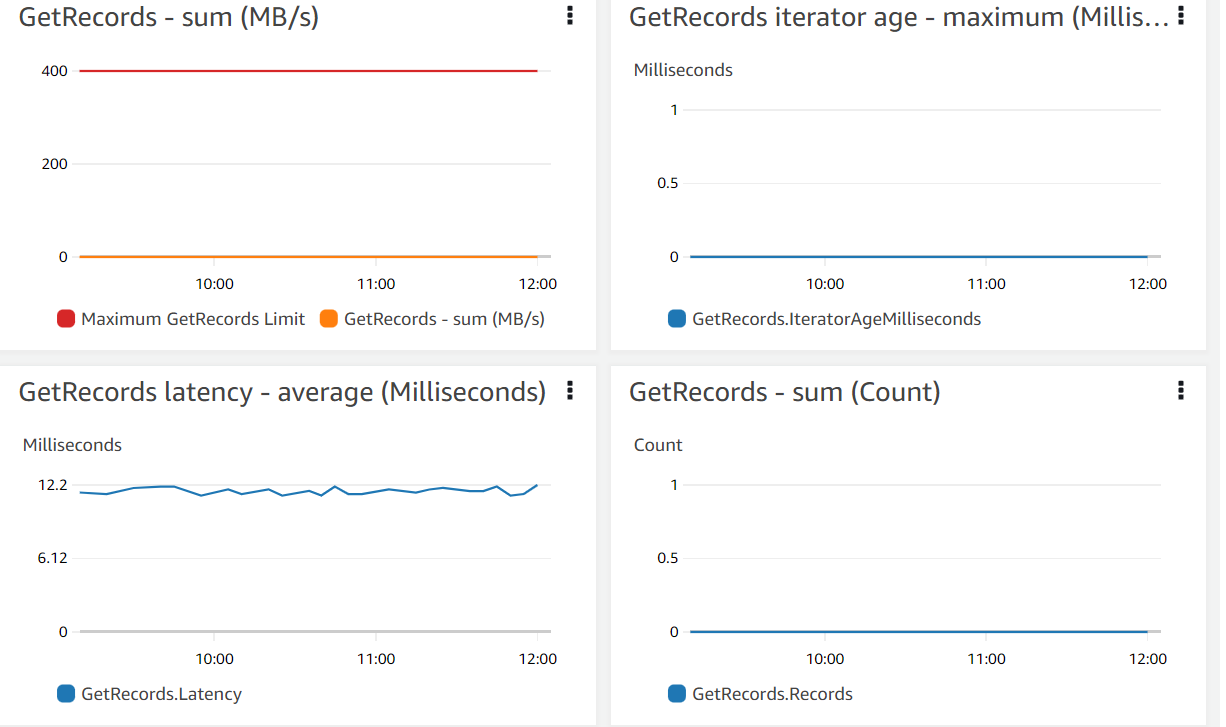 GetRecords - sum (MB/s)
400
200
0
10:00 11:00 12:00
Maximum GetRecords Limit GetRecords - sum (MB/s)
GetRecords iterator age - maximum (Millis...
Milliseconds
1
0.5
0
10:00 11:00 12:00
GetRecords.IteratorAgeMilliseconds
GetRecords latency - average (Milliseconds)
Milliseconds
12.2
6.12
0
10:00 11:00 12:00
GetRecords.Latency
GetRecords - sum (Count)
Count
1
0.5
0
10:00 11:00 12:00
GetRecords.Records